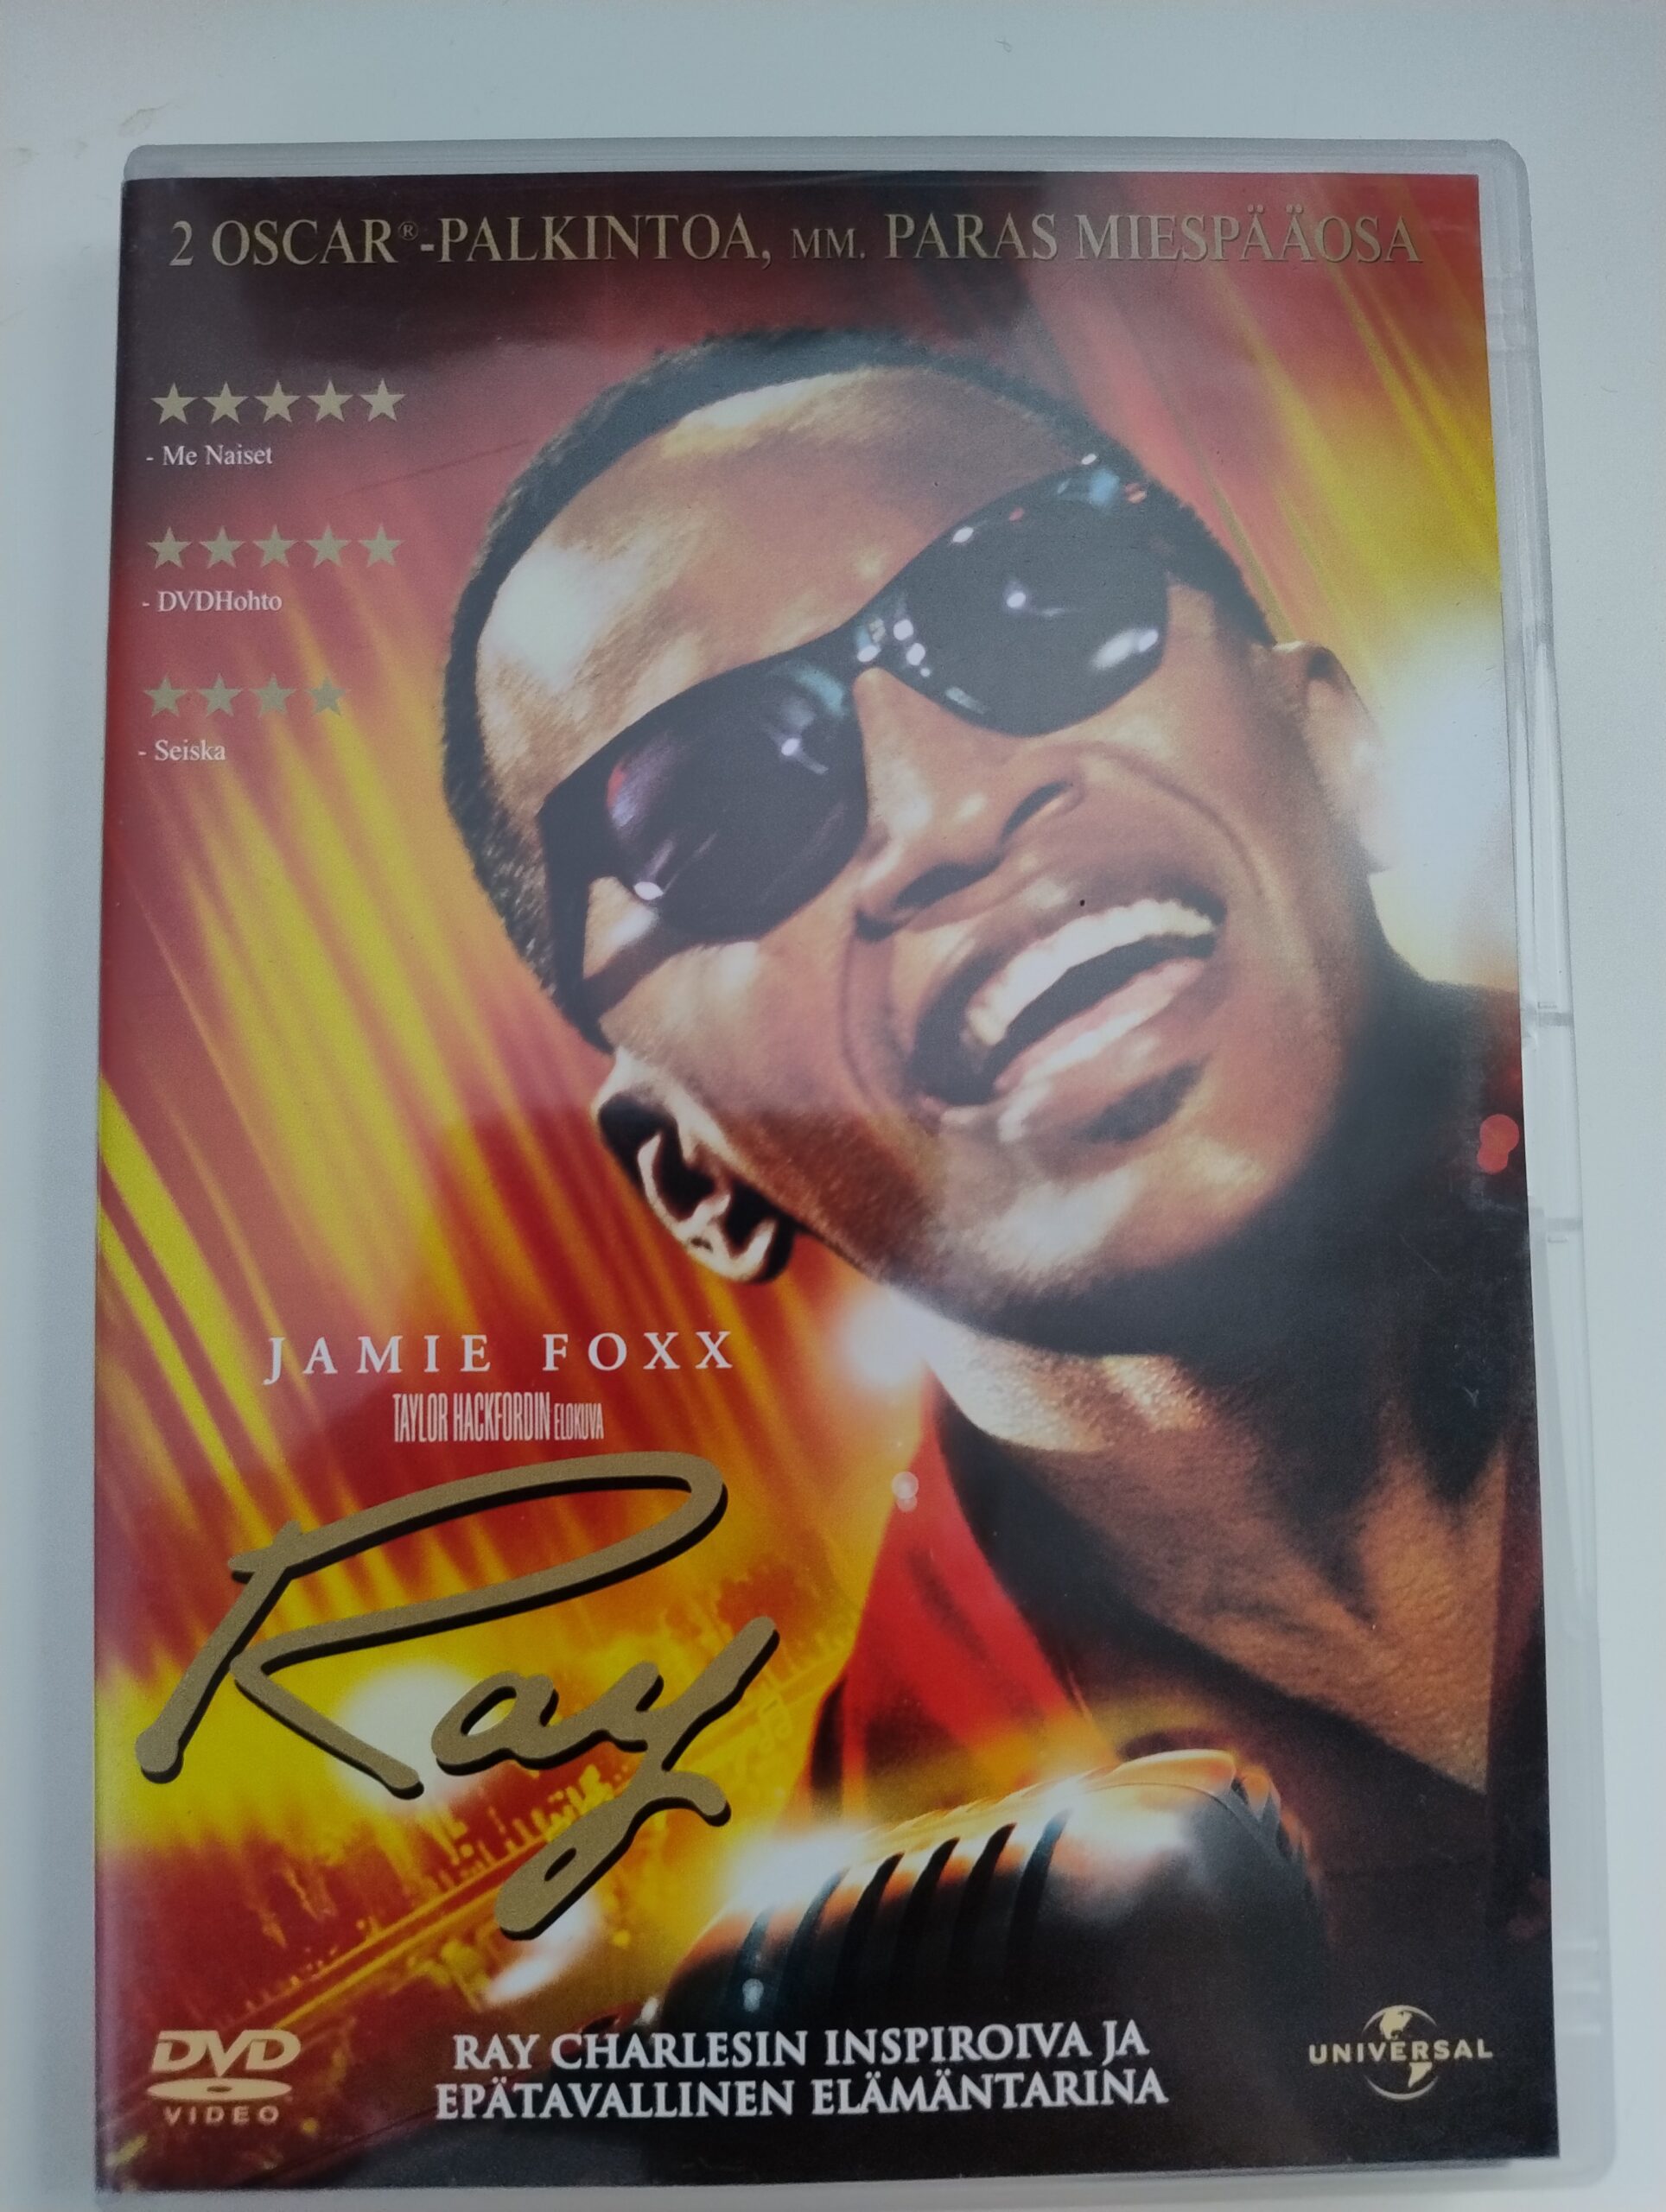 2 OSCAR®-PALKINTOA, MM. PARAS MIESPÄÄOSA
- Me Naiset
- DVDHohto
- Seiska
JAMIE FOXX
TAYLOR HACKFORDIN ELOKUVA
Ray
RAY CHARLESIN INSPIROIVA JA
EPÄTAVALLINEN ELÄMÄNTARINA
DVD
VIDEO
UNIVERSAL